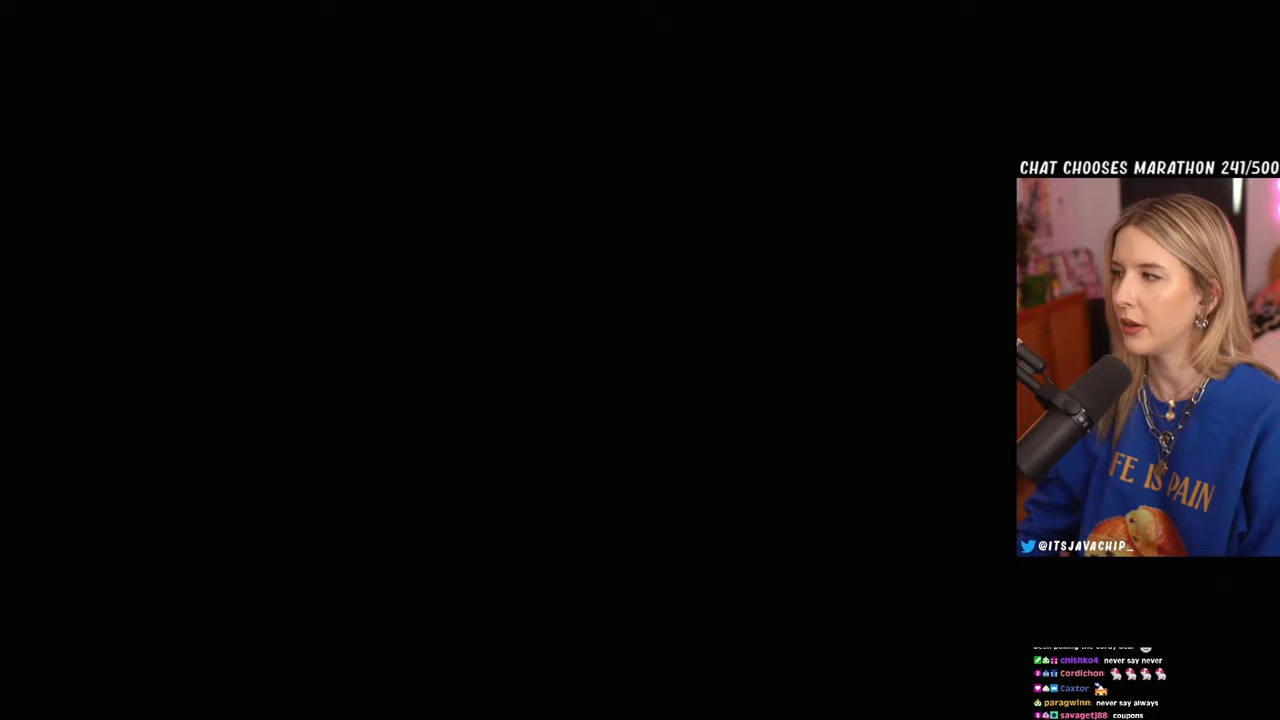 CHAT CHOOSES MARATHON 241/500
FE IS PAIN
@ITSJAVACHIP_
chishko4: never say never
Cordichon:
Caxtor:
paragwinn: never say always
savagetj88: coupons